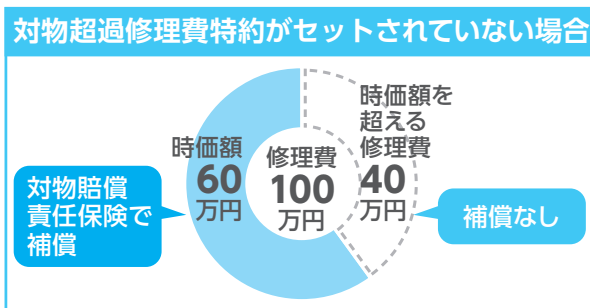 対物超過修理費特約がセットされていない場合
時価額
60
万円
修理費
100
万円
時価額を
超える
修理費
40
万円
対物賠償
責任保険で
補償
補償なし